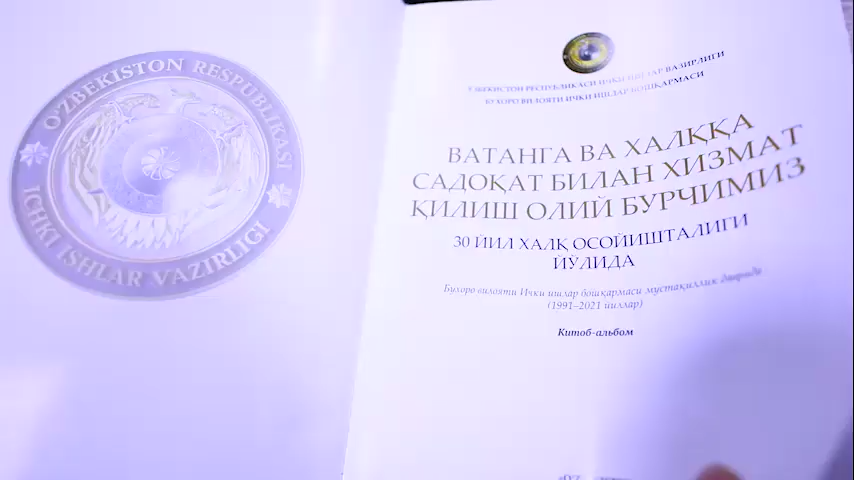 O'ZBEKISTON RESPUBLIKASI
ICHKI ISHLAR VAZIRLIGI
ЎЗБЕКИСТОН РЕСПУБЛИКАСИ ИЧКИ ИШЛАР ВАЗИРЛИГИ
БУХОРО ВИЛОЯТИ ИЧКИ ИШЛАР БОШҚАРМАСИ
ВАТАНГА ВА ХАЛҚҚА
САДОҚАТ БИЛАН ХИЗМАТ
ҚИЛИШ ОЛИЙ БУРЧИМИЗ
30 ЙИЛ ХАЛҚ ОСОЙИШТАЛИГИ
ЙЎЛИДА
Бухоро вилояти Ички ишлар бошқармаси мустақиллик даврида
(1991–2021 йиллар)
Китоб-альбом